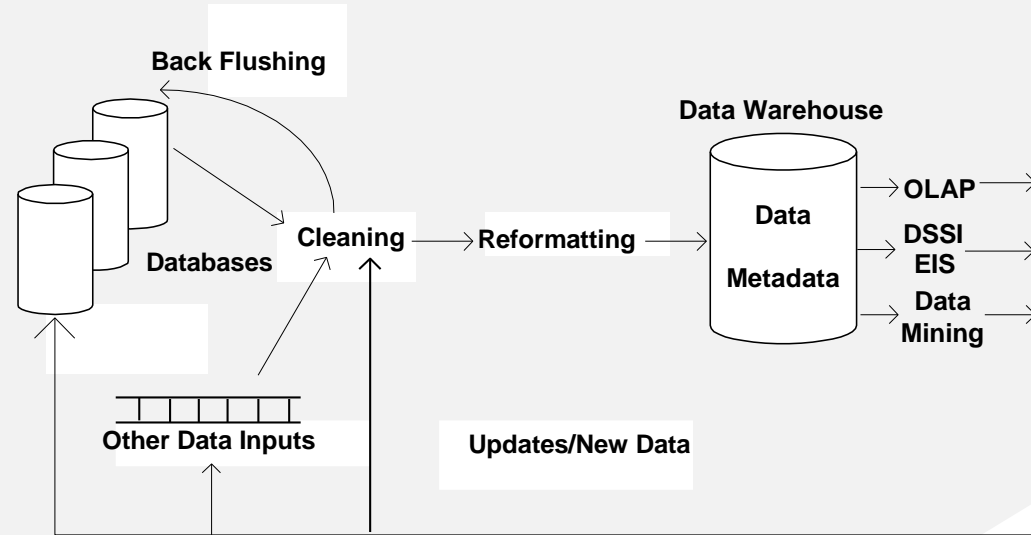 Back Flushing
Data Warehouse
OLAP
Data
Cleaning
Reformatting
DSSI
EIS
Databases
Metadata
Data
Mining
Other Data Inputs
Updates/New Data